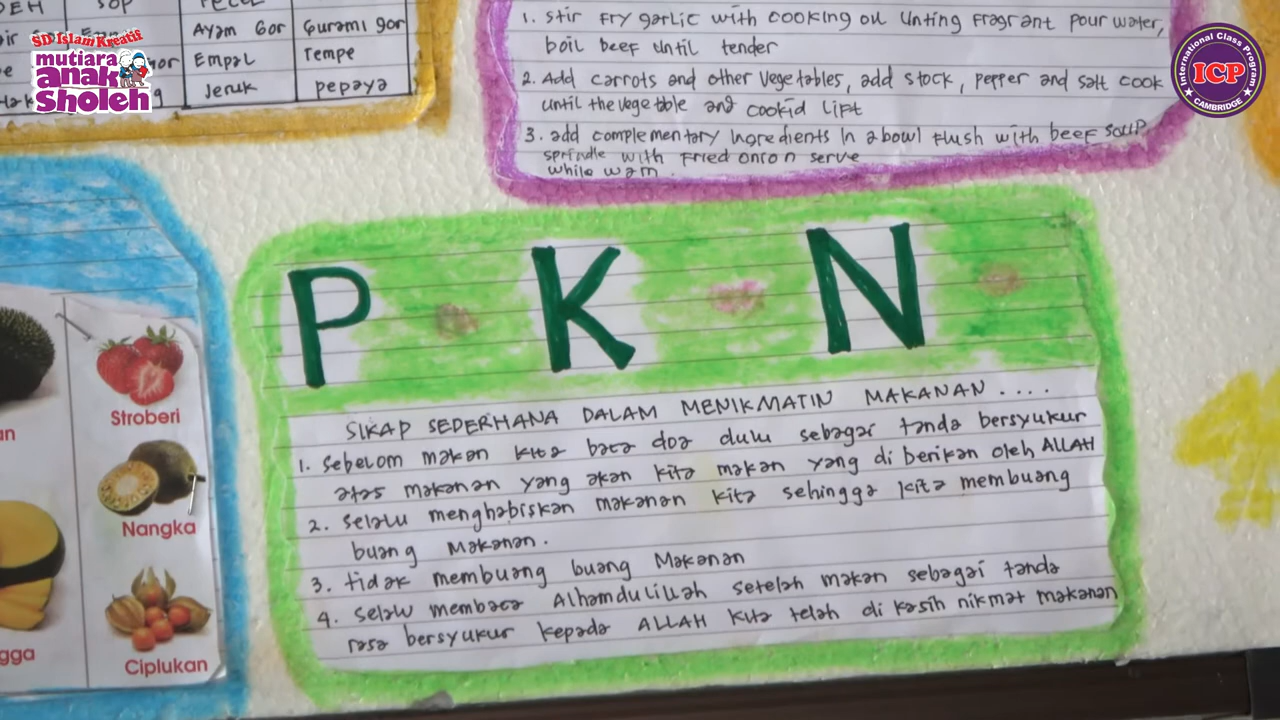 SOP
Ayam Gor
Gurami gor
Empal
Tempe
Jeruk
pepaya
SD Islam Kreatif
mutiara
anak
sholeh
1. Stir fry garlic with cooking oil Unting fragrant pour water,
boil beef until tender
2. Add carrots and other vegetables, add stock, pepper and salt cook
until the vegetable and cookid lift
3. add complementary ingredients in a bowl flush with beef soup
sprindle with fried onion serve
while wam.
International Class Program
ICP
CAMBRIDGE
P K N
SIKAP SEDERHANA DALAM MENIKMATIN MAKANAN ....
1. sebelom makan kita baca doa dulu sebagai tanda bersyukur
atas makanan yang akan kita makan yang di berikan oleh ALLAH
2. selalu menghabiskan makanan kita sehingga kita membuang
buang makanan.
3. tidak membuang buang Makanan
4. selalu membaca Alhamdulillah setelah makan sebagai tanda
rasa bersyukur kepada ALLAH kita telah di kasih nikmat makanan
Stroberi
Nangka
Ciplukan